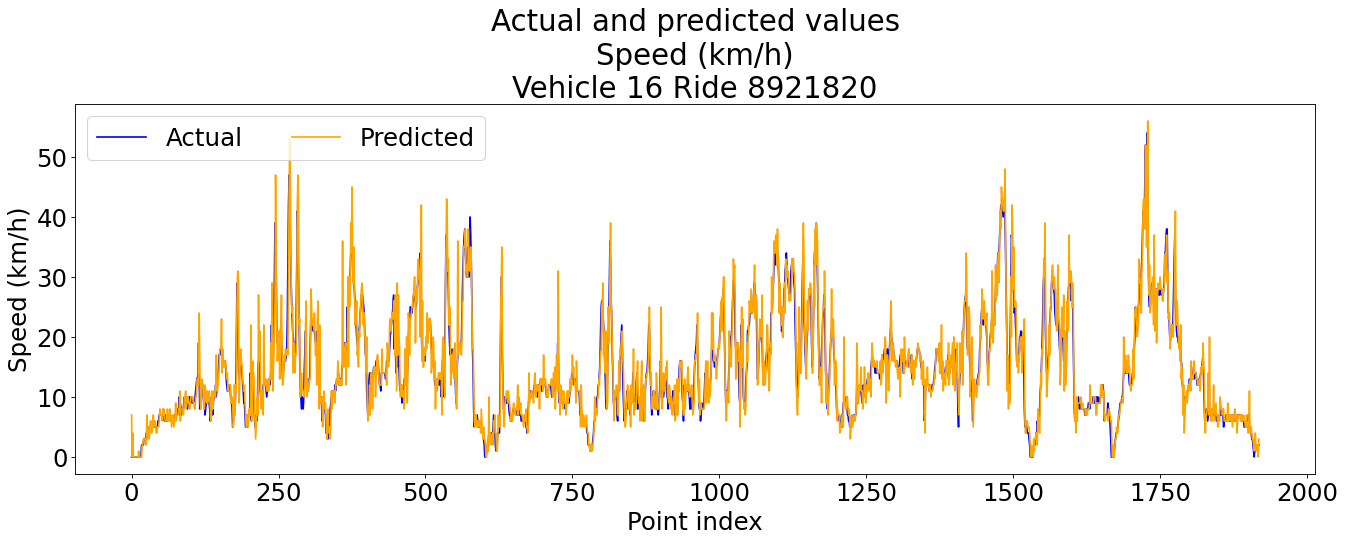 Actual and predicted values
Speed (km/h)
Vehicle 16 Ride 8921820
Actual Predicted
Speed (km/h)
50
40
30
20
10
0
0 250 500 750 1000 1250 1500 1750 2000
Point index